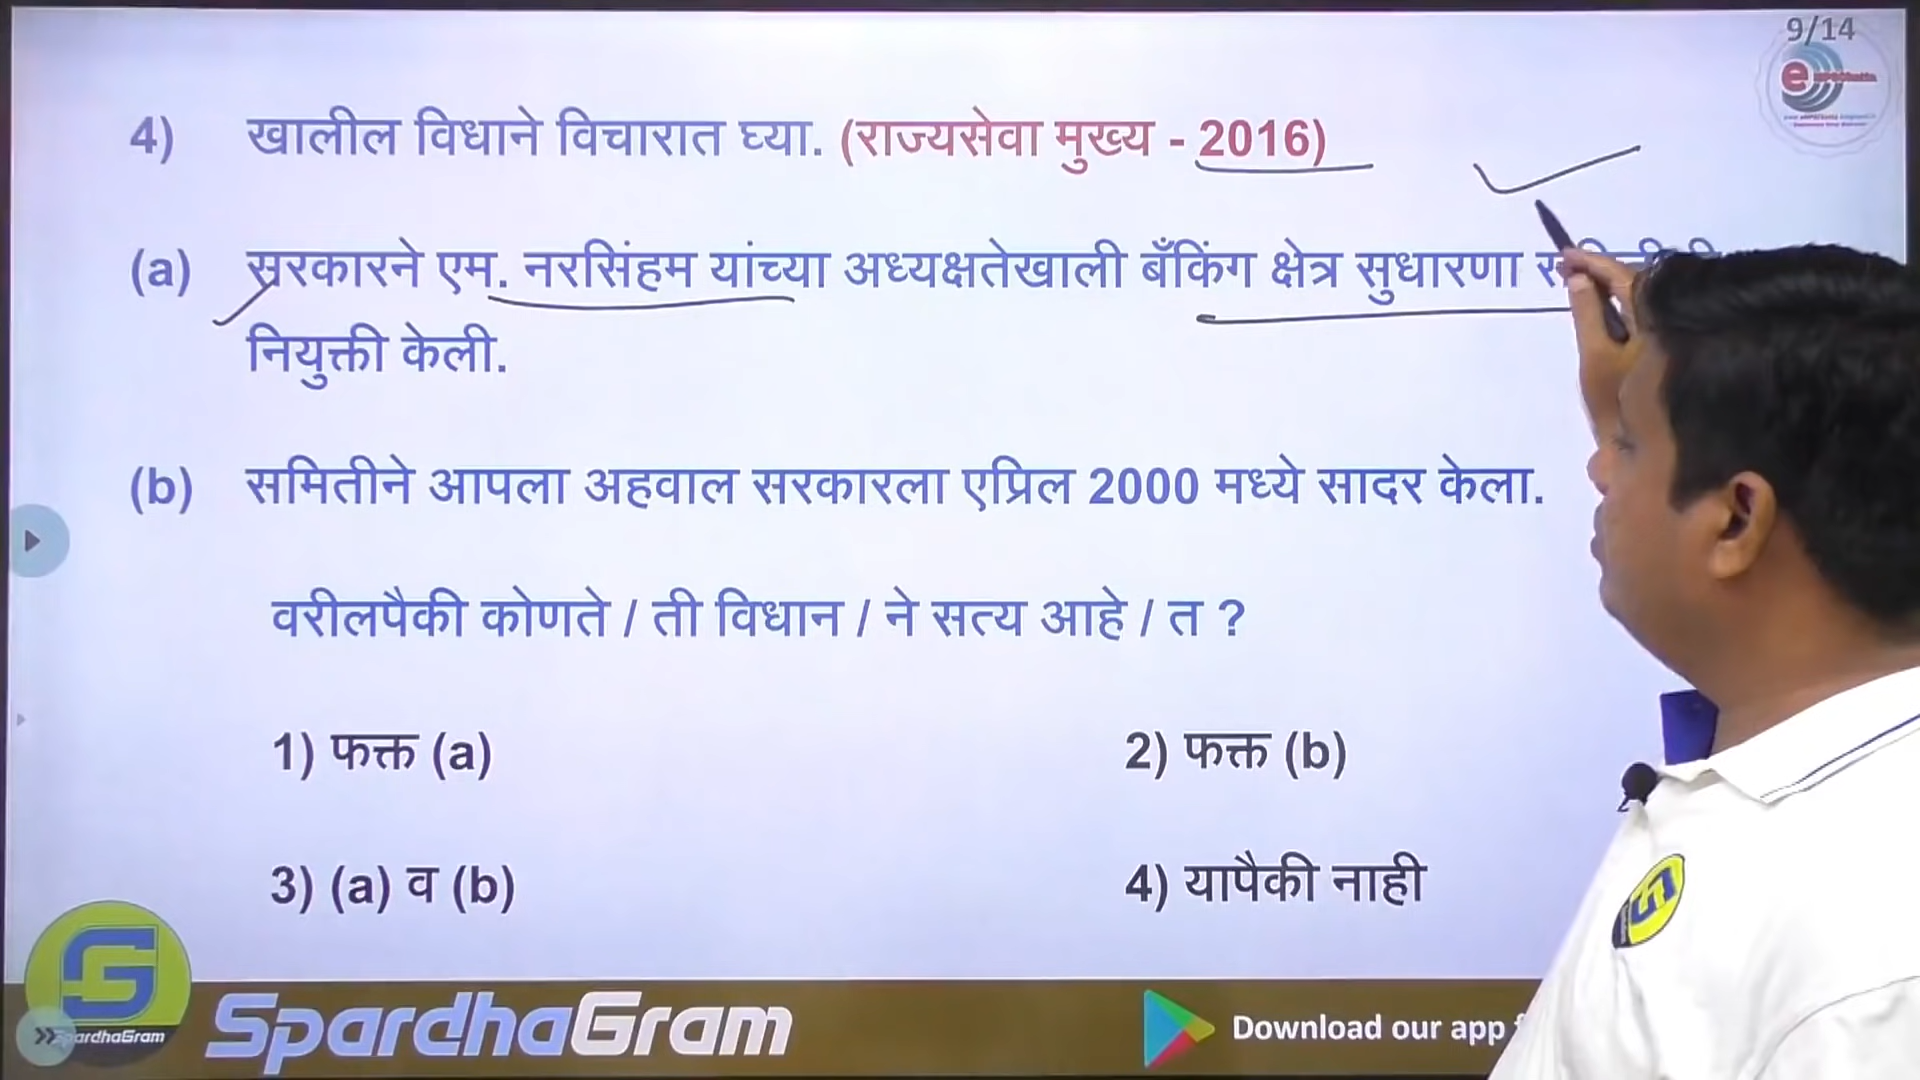 9/14
4) खालील विधाने विचारात घ्या. (राज्यसेवा मुख्य - 2016)
(a) सरकारने एम. नरसिंहम यांच्या अध्यक्षतेखाली बँकिंग क्षेत्र सुधारणा
नियुक्ती केली.
(b) समितीने आपला अहवाल सरकारला एप्रिल 2000 मध्ये सादर केला.
वरीलपैकी कोणते / ती विधान / ने सत्य आहे / त ?
1) फक्त (a)
2) फक्त (b)
3) (a) व (b)
4) यापैकी नाही
SpardhaGram
Download our app